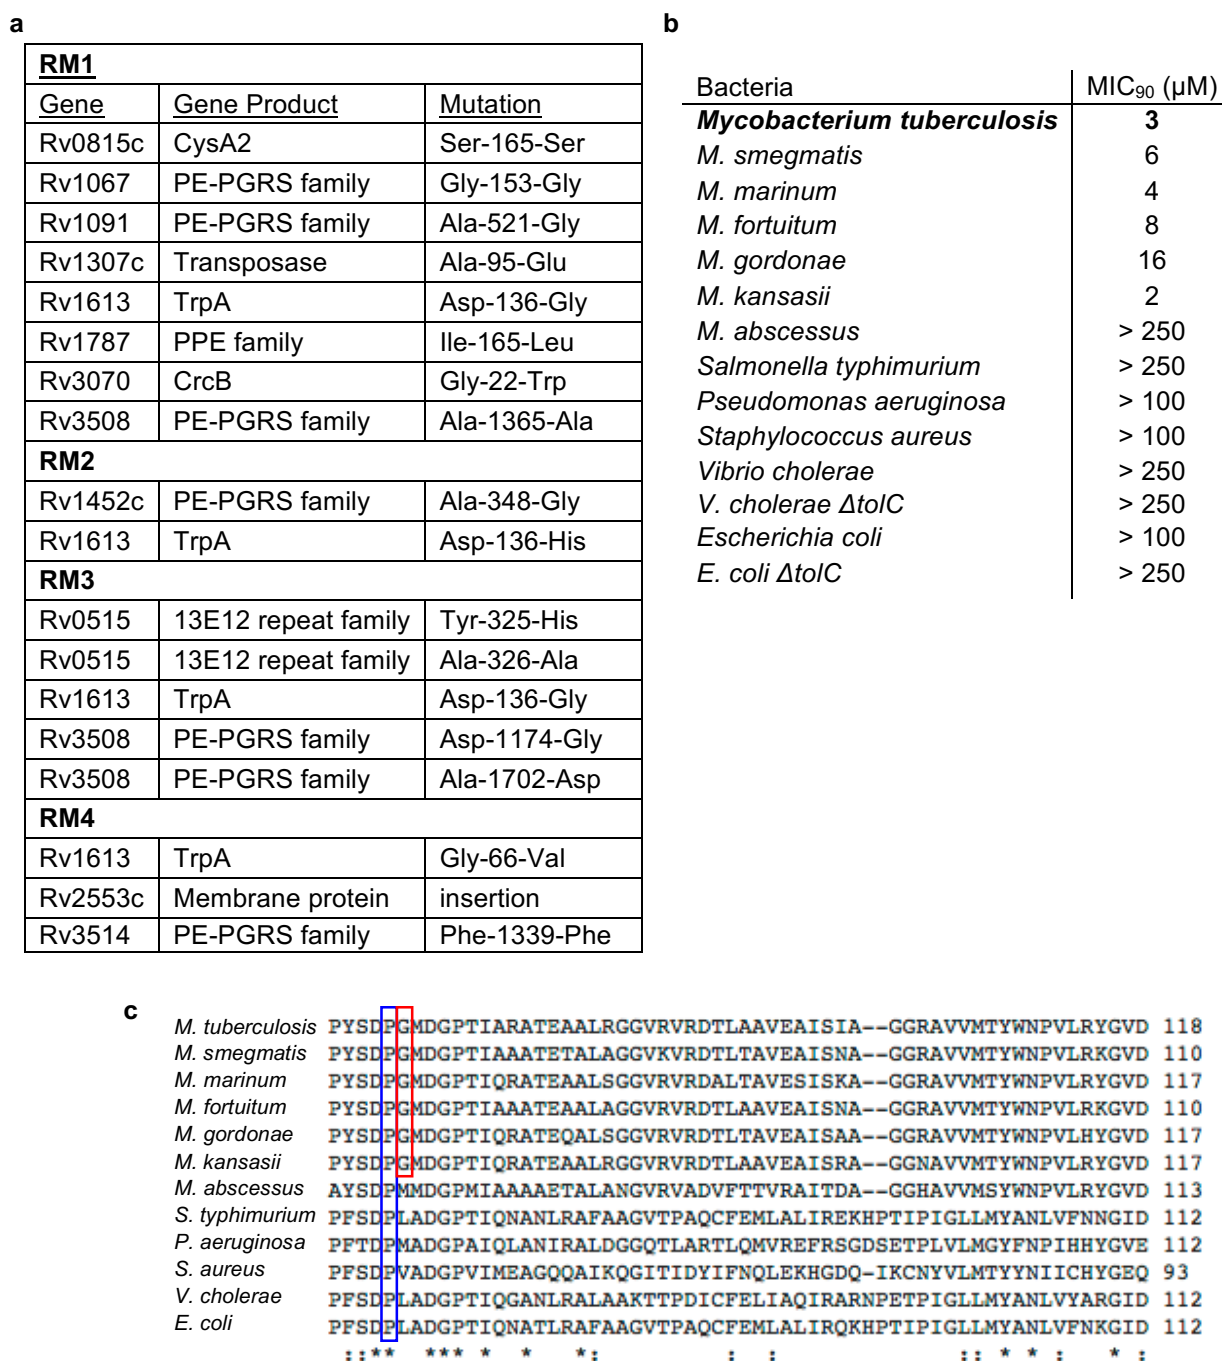 a
RM1
Gene Gene Product Mutation
Rv0815c CysA2 Ser-165-Ser
Rv1067 PE-PGRS family Gly-153-Gly
Rv1091 PE-PGRS family Ala-521-Gly
Rv1307c Transposase Ala-95-Glu
Rv1613 TrpA Asp-136-Gly
Rv1787 PPE family Ile-165-Leu
Rv3070 CrcB Gly-22-Trp
Rv3508 PE-PGRS family Ala-1365-Ala
RM2
Rv1452c PE-PGRS family Ala-348-Gly
Rv1613 TrpA Asp-136-His
RM3
Rv0515 13E12 repeat family Tyr-325-His
Rv0515 13E12 repeat family Ala-326-Ala
Rv1613 TrpA Asp-136-Gly
Rv3508 PE-PGRS family Asp-1174-Gly
Rv3508 PE-PGRS family Ala-1702-Asp
RM4
Rv1613 TrpA Gly-66-Val
Rv2553c Membrane protein insertion
Rv3514 PE-PGRS family Phe-1339-Phe
b
Bacteria MIC₉₀ (µM)
Mycobacterium tuberculosis 3
M. smegmatis 6
M. marinum 4
M. fortuitum 8
M. gordonae 16
M. kansasii 2
M. abscessus > 250
Salmonella typhimurium > 250
Pseudomonas aeruginosa > 100
Staphylococcus aureus > 100
Vibrio cholerae > 250
V. cholerae ΔtolC > 250
Escherichia coli > 100
E. coli ΔtolC > 250
c
M. tuberculosis PYSDPGMDGPTIARATEAALRGGVRVRDTLAAVEAISIA--GGRAVVMTYWNPVLRYGVD 118
M. smegmatis PYSDPGMDGPTIAAATETALAGGVKVRDTLTAVEAISNA--GGRAVVMTYWNPVLRKGVD 110
M. marinum PYSDPGMDGPTIQRATEAALSGGVRVRDALTAVESISKA--GGRAVVMTYWNPVLRYGVD 117
M. fortuitum PYSDPGMDGPTIAAATEAALAGGVRVRDTLTAVEAISNA--GGRAVVMTYWNPVLRKGVD 110
M. gordonae PYSDPGMDGPTIQRATEQALSGGVRVRDTLTAVEAISAA--GGRAVVMTYWNPVLHYGVD 117
M. kansasii PYSDPGMDGPTIQRATEAALRGGVRVRDTLAAVEAISRA--GGNAVVMTYWNPVLRYGVD 117
M. abscessus AYSDPMMDGPMIAAAAETALANGVRVADVFTTVRAITDA--GGHAVVMSYWNPVLRYGVD 113
S. typhimurium PFSDPLADGPTIQNANLRAFAAGVTPAQCFEMLALIREKHPTIPIGLLMYANLVFNNGID 112
P. aeruginosa PFTDPMADGPAIQLANIRALDGGQTLARTLQMVREFRSGDSETPLVLMGYFNPIHHYGVE 112
S. aureus PFSDPVADGPVIMEAGQQAIKQGITIDYIFNQLEKHGDQ-IKCNYVLMTYYNIICHYGEQ 93
V. cholerae PFSDPLADGPTIQGANLRALAAKTTPDICFELIAQIRARNPETPIGLLMYANLVYARGID 112
E. coli PFSDPLADGPTIQNATLRAFAAGVTPAQCFEMLALIRQKHPTIPIGLLMYANLVFNKGID 112
::** *** * * *: : : :: * * : * :